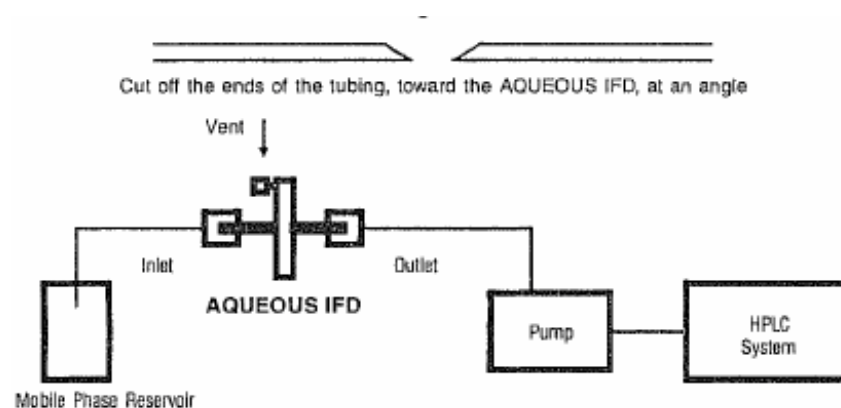 Cut off the ends of the tubing, toward the AQUEOUS IFD, at an angle
Vent
Inlet
Outlet
AQUEOUS IFD
Pump
HPLC
System
Mobile Phase Reservoir